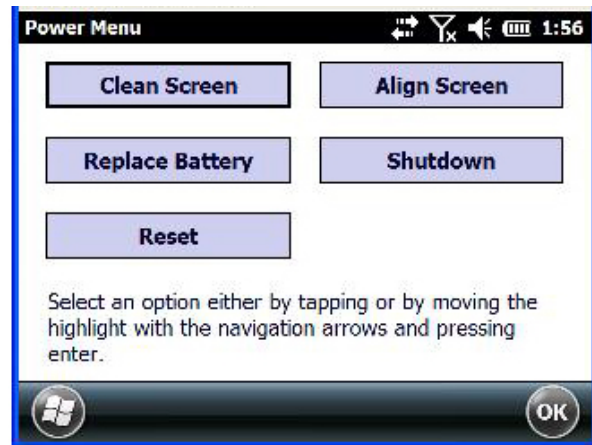 Power Menu 1:56
Clean Screen Align Screen
Replace Battery Shutdown
Reset
Select an option either by tapping or by moving the
highlight with the navigation arrows and pressing
enter.
OK